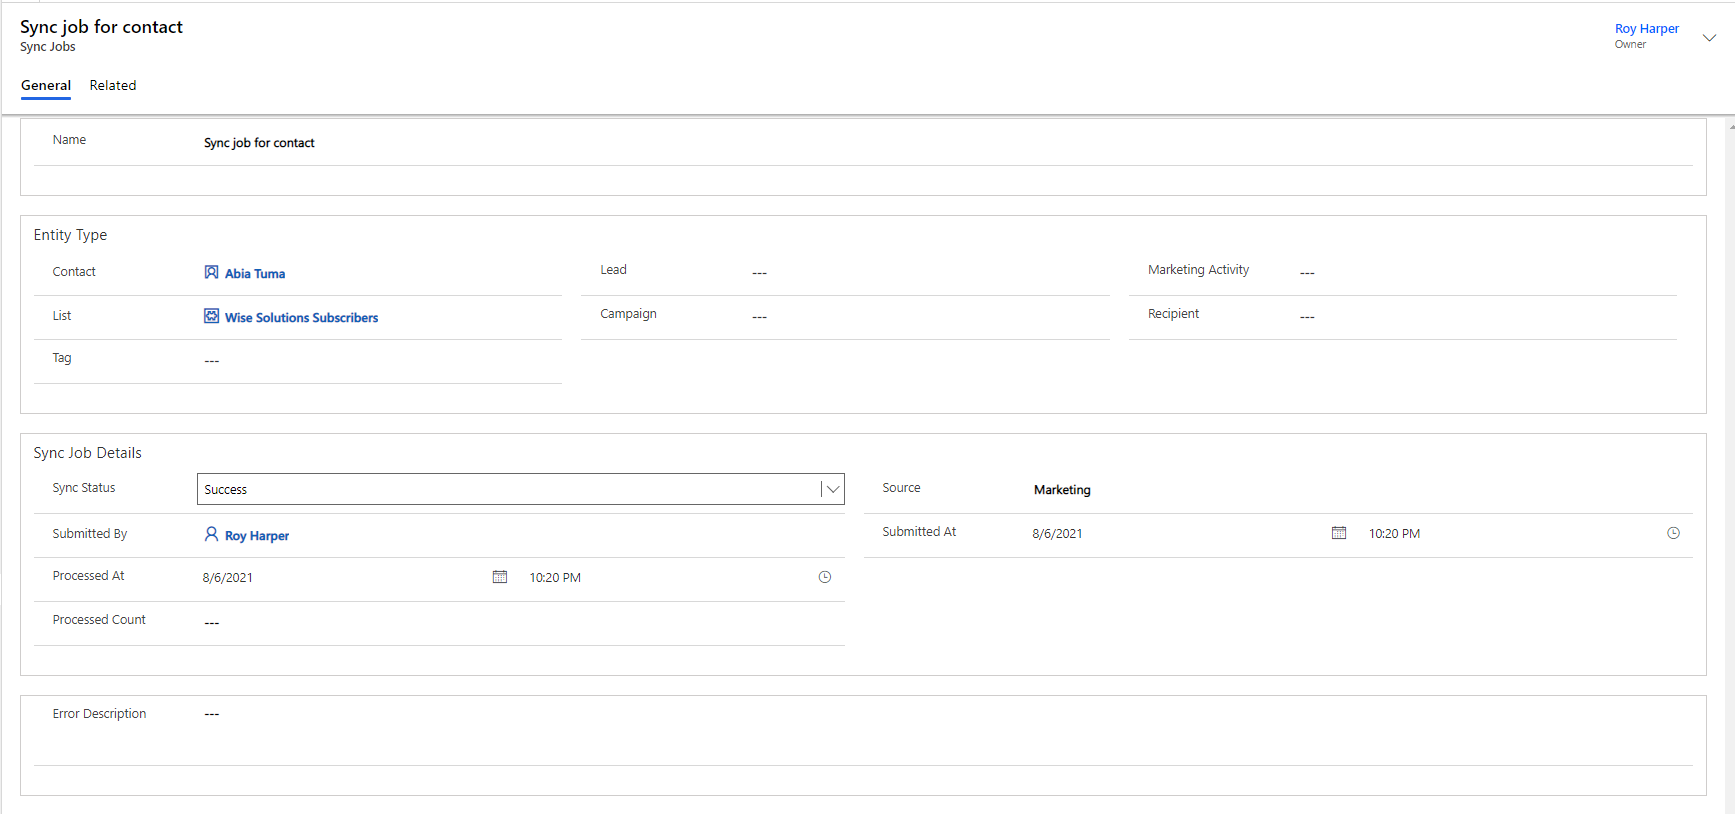 Sync job for contact
Sync Jobs
Roy Harper
Owner
General Related
Name Sync job for contact
Entity Type
Contact Abia Tuma Lead --- Marketing Activity ---
List Wise Solutions Subscribers Campaign --- Recipient ---
Tag ---
Sync Job Details
Sync Status Success Source Marketing
Submitted By Roy Harper Submitted At 8/6/2021 10:20 PM
Processed At 8/6/2021 10:20 PM
Processed Count ---
Error Description ---